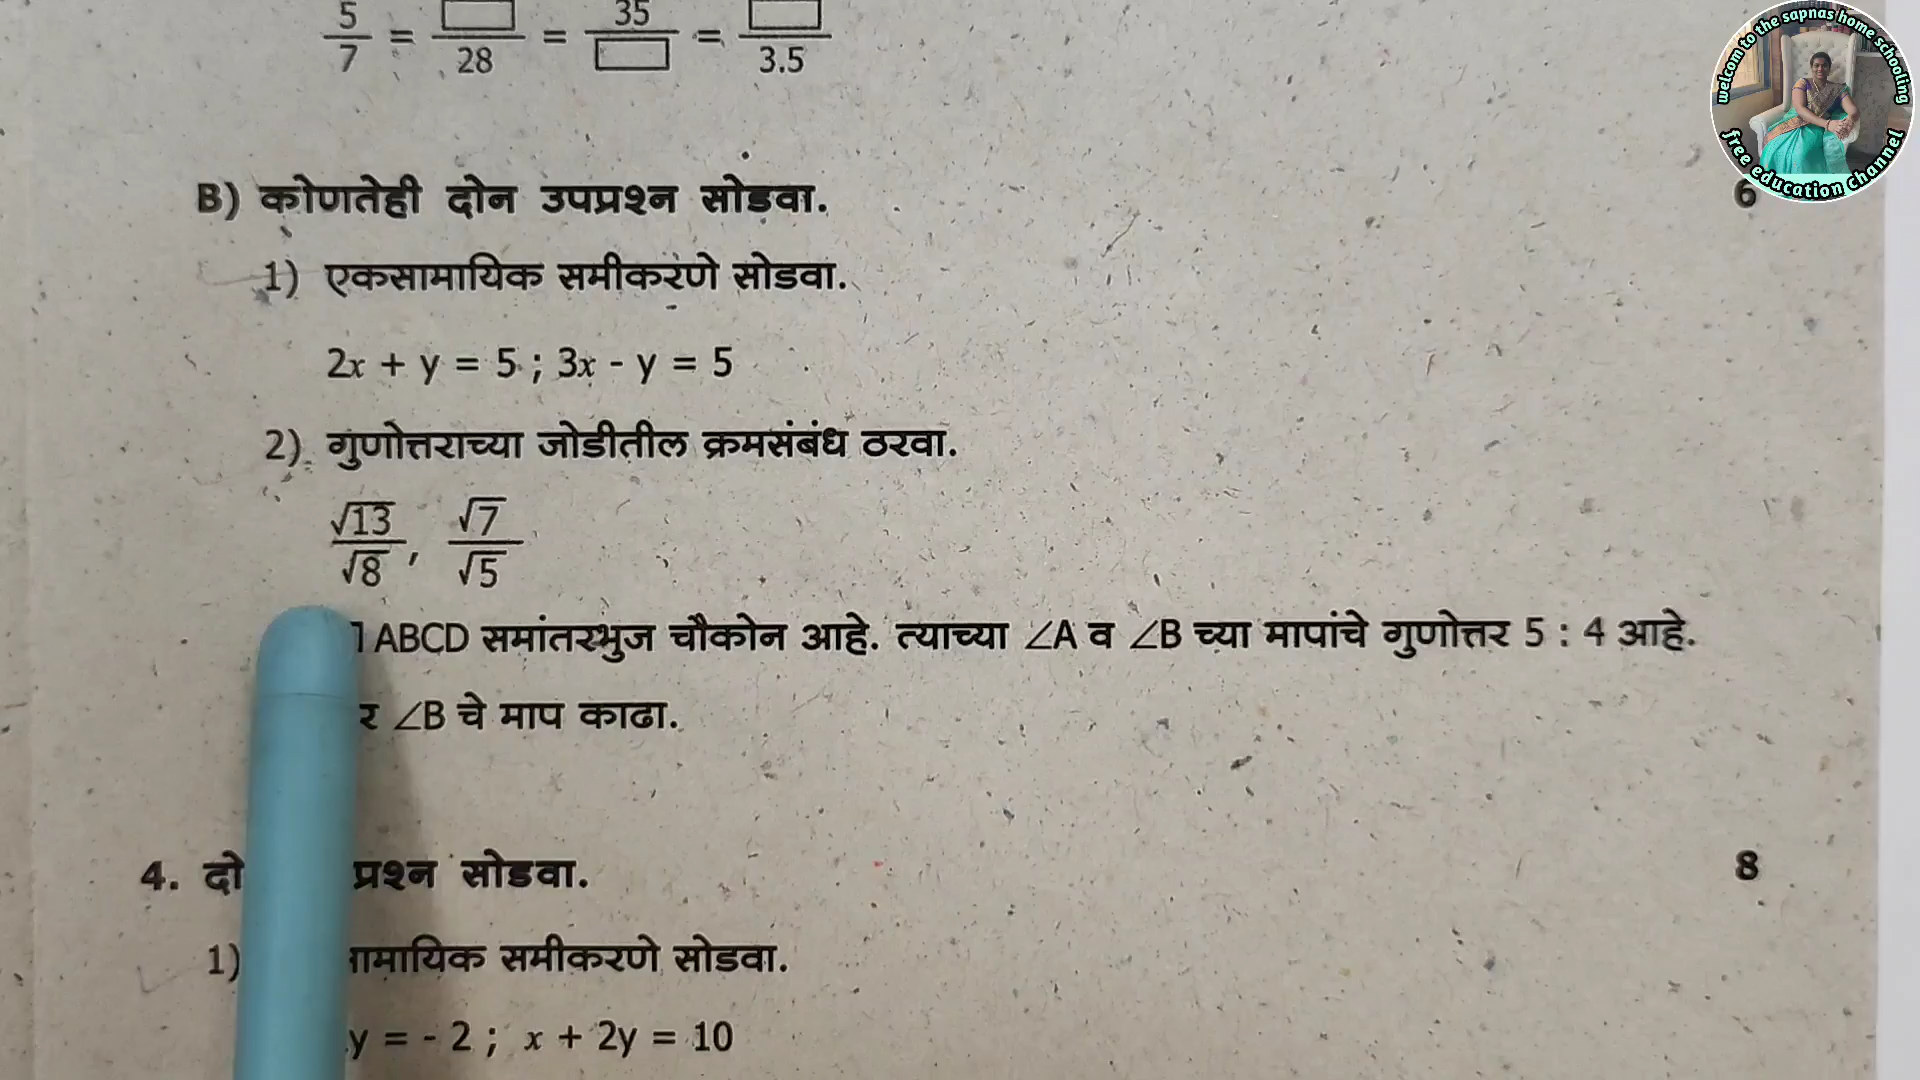 5/7 = □/28 = 35/□ = □/3.5
B) कोणतेही दोन उपप्रश्न सोडवा. 6
1) एकसामायिक समीकरणे सोडवा.
2x + y = 5 ; 3x - y = 5
2) गुणोत्तराच्या जोडीतील क्रमसंबंध ठरवा.
√13/√8 , √7/√5
ABCD समांतरभुज चौकोन आहे. त्याच्या ∠A व ∠B च्या मापांचे गुणोत्तर 5 : 4 आहे.
∠B चे माप काढा.
4. प्रश्न सोडवा. 8
1) समीकरणे सोडवा.
y = - 2 ; x + 2y = 10
welcom to the sapnas home schooling
free education channel